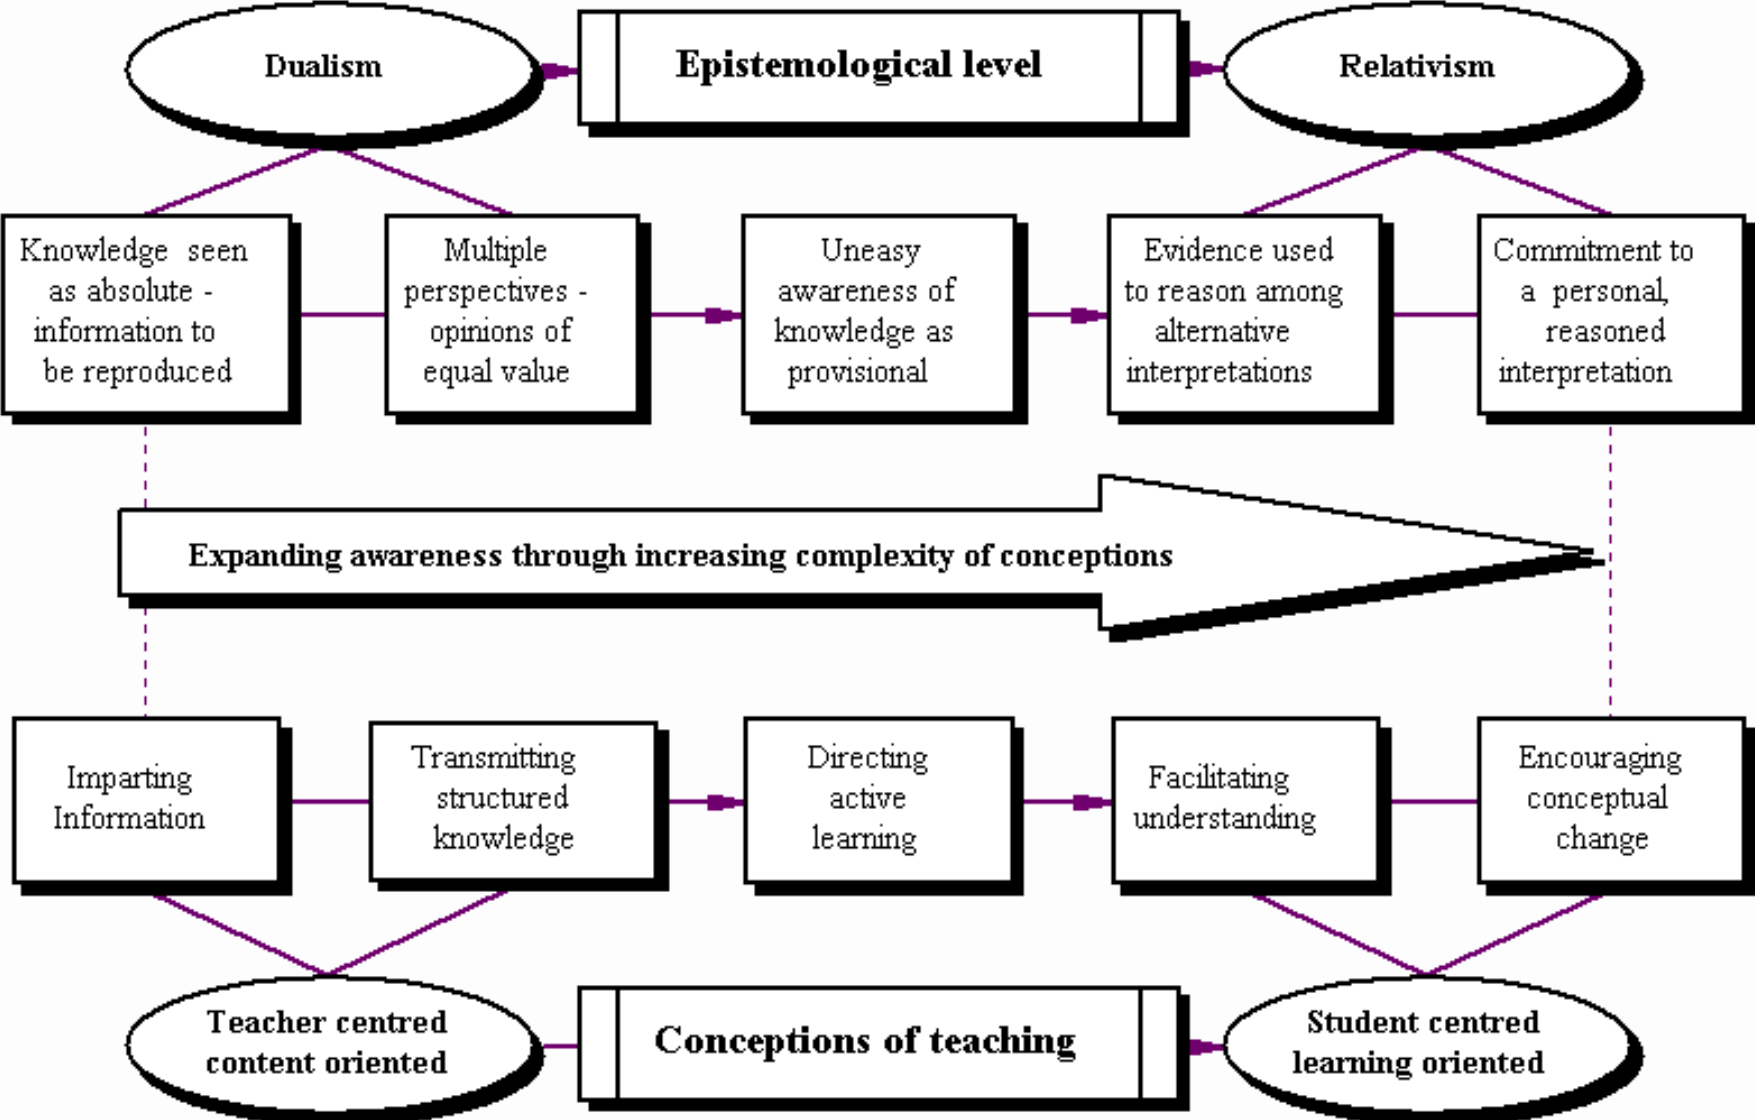 Dualism
Epistemological level
Relativism
Knowledge seen
as absolute -
information to
be reproduced
Multiple
perspectives -
opinions of
equal value
Uneasy
awareness of
knowledge as
provisional
Evidence used
to reason among
alternative
interpretations
Commitment to
a personal,
reasoned
interpretation
Expanding awareness through increasing complexity of conceptions
Imparting
Information
Transmitting
structured
knowledge
Directing
active
learning
Facilitating
understanding
Encouraging
conceptual
change
Teacher centred
content oriented
Conceptions of teaching
Student centred
learning oriented